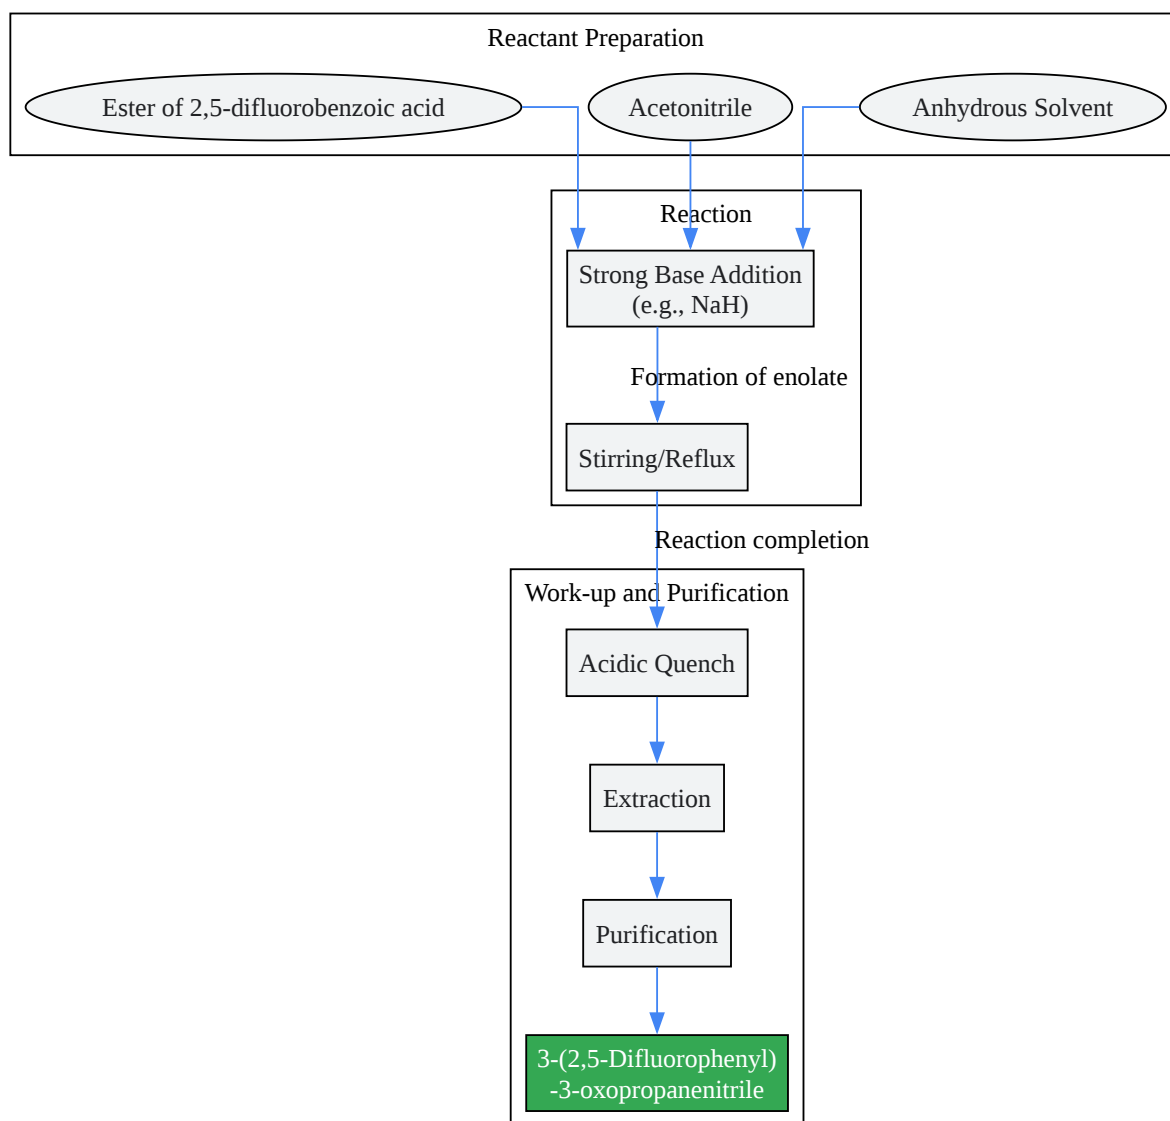 Reactant Preparation
Ester of 2,5-difluorobenzoic acid
Acetonitrile
Anhydrous Solvent
Reaction
Strong Base Addition
(e.g., NaH)
Formation of enolate
Stirring/Reflux
Reaction completion
Work-up and Purification
Acidic Quench
Extraction
Purification
3-(2,5-Difluorophenyl)
-3-oxopropanenitrile